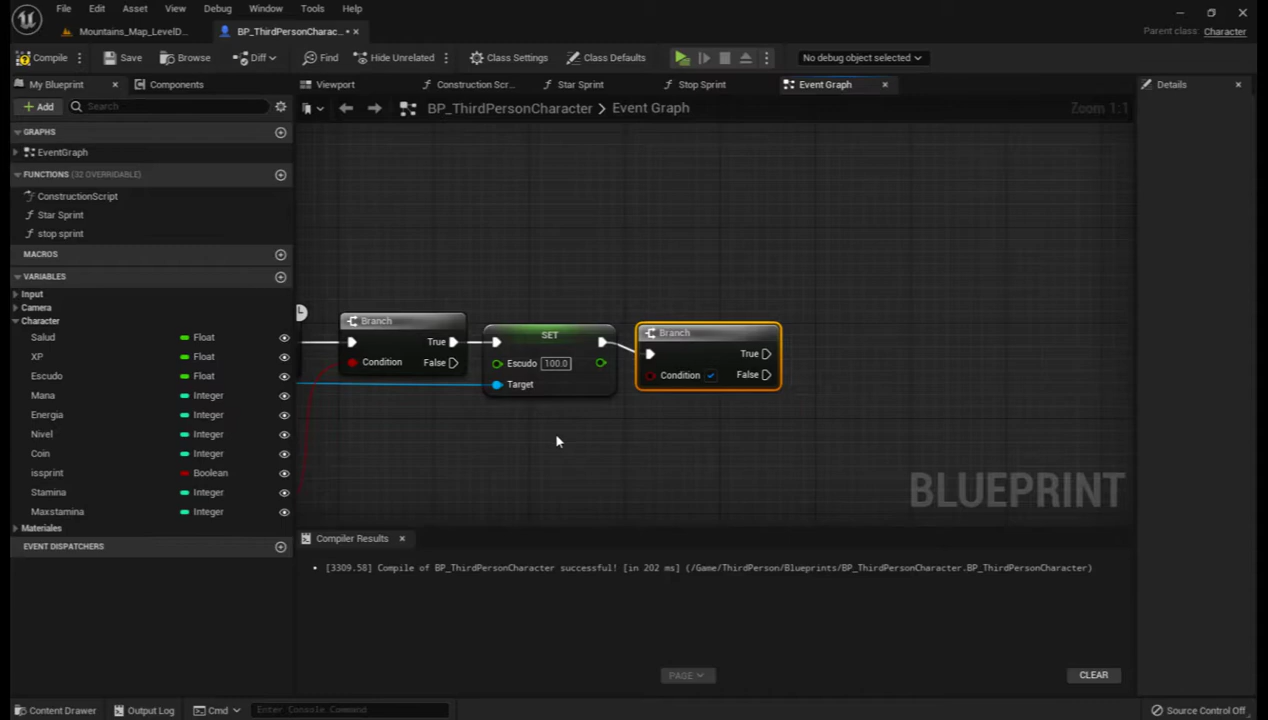 File Edit Asset View Debug Window Tools Help
Mountains_Map_LevelD... BP_ThirdPersonCharac... •
Parent class: Character
Compile Save Browse Diff Find Hide Unrelated Class Settings Class Defaults No debug object selected
My Blueprint Components Viewport Construction Scr... Star Sprint Stop Sprint Event Graph Details
Add Search BP_ThirdPersonCharacter > Event Graph Zoom 1:1
GRAPHS
EventGraph
FUNCTIONS (32 OVERRIDABLE)
ConstructionScript
Star Sprint
stop sprint
MACROS
VARIABLES
Input
Camera
Character
Salud Float
XP Float
Escudo Float
Mana Integer
Energia Integer
Nivel Integer
Coin Integer
issprint Boolean
Stamina Integer
Maxstamina Integer
Materiales
EVENT DISPATCHERS
Branch
True
Condition False
SET
Escudo 100.0
Target
Branch
True
Condition False
BLUEPRINT
Compiler Results
• [3309.58] Compile of BP_ThirdPersonCharacter successful! [in 202 ms] (/Game/ThirdPerson/Blueprints/BP_ThirdPersonCharacter.BP_ThirdPersonCharacter)
PAGE CLEAR
Content Drawer Output Log Cmd Enter Console Command Source Control Off